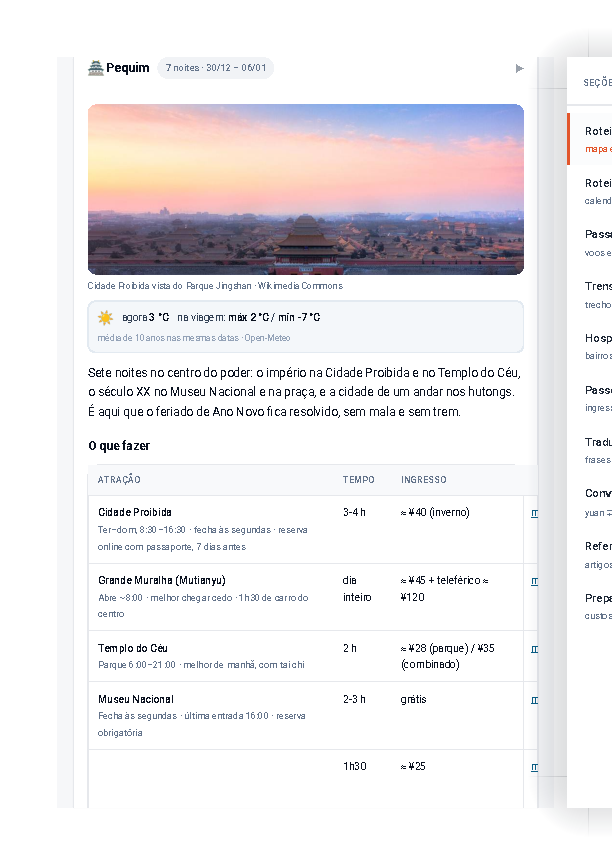 Pequim 7 noites · 30/12 – 06/01
Cidade Proibida vista do Parque Jingshan · Wikimedia Commons
agora 3 °C na viagem: máx 2 °C / mín -7 °C
média de 10 anos nas mesmas datas · Open-Meteo
Sete noites no centro do poder: o império na Cidade Proibida e no Templo do Céu,
o século XX no Museu Nacional e na praça, e a cidade de um andar nos hutongs.
É aqui que o feriado de Ano Novo fica resolvido, sem mala e sem trem.
O que fazer
ATRAÇÃO TEMPO INGRESSO
Cidade Proibida 3-4 h ≈ ¥40 (inverno)
Ter–dom, 8:30–16:30 · fecha às segundas · reserva
online com passaporte, 7 dias antes
Grande Muralha (Mutianyu) dia ≈ ¥45 + teleférico ≈
Abre ~8:00 · melhor chegar cedo · 1h30 de carro do inteiro ¥120
centro
Templo do Céu 2 h ≈ ¥28 (parque) / ¥35
Parque 6:00–21:00 · melhor de manhã, com tai chi (combinado)
Museu Nacional 2-3 h grátis
Fecha às segundas · última entrada 16:00 · reserva
obrigatória
1h30 ≈ ¥25
SEÇÕE
Rotei
mapa e
Rotei
calend
Passa
voos e
Trens
trecho
Hosp
bairros
Passe
ingress
Tradu
frases
Conv
yuan
Refer
artigos
Prepa
custos